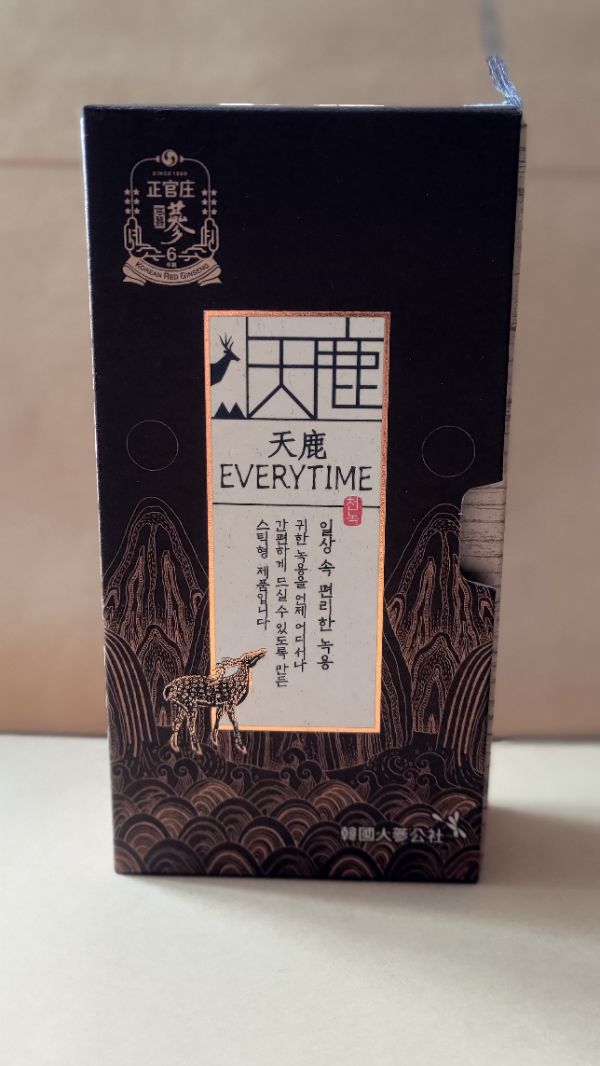 SINCE 1899
正官庄
蔘
6
年根
KOREAN RED GINSENG
天鹿
天鹿
EVERYTIME
천녹
일상 속 편리한 녹용
귀한 녹용을 언제 어디서나
간편하게 드실 수 있도록 만든
스틱형 제품입니다
韓國人蔘公社